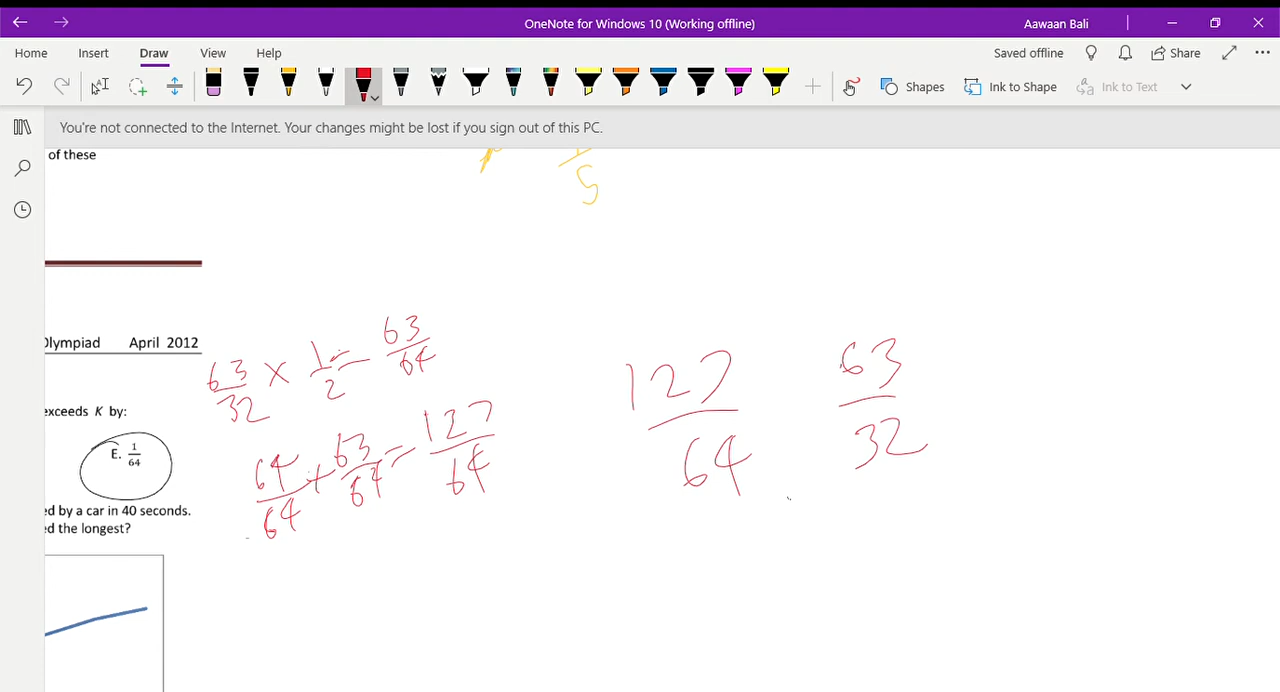 OneNote for Windows 10 (Working offline)
Aawaan Bali
Home Insert Draw View Help
Saved offline
Share
Shapes
Ink to Shape
Ink to Text
You're not connected to the Internet. Your changes might be lost if you sign out of this PC.
of these
5
Olympiad April 2012
63/32 × 1/2 = 63/64
exceeds K by:
E. 1/64
64/64 + 63/64 = 127/64
127/64
63/32
ed by a car in 40 seconds.
ed the longest?